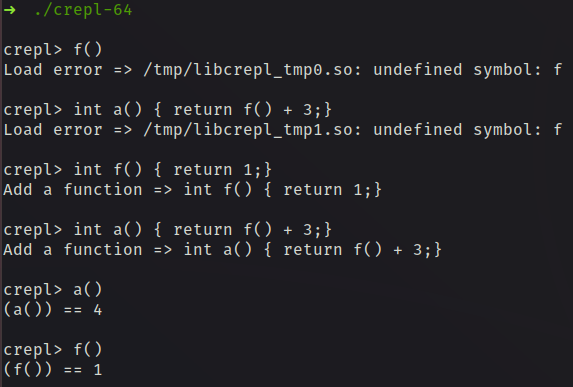 → ./crepl-64
crepl> f()
Load error => /tmp/libcrepl_tmp0.so: undefined symbol: f
crepl> int a() { return f() + 3;}
Load error => /tmp/libcrepl_tmp1.so: undefined symbol: f
crepl> int f() { return 1;}
Add a function => int f() { return 1;}
crepl> int a() { return f() + 3;}
Add a function => int a() { return f() + 3;}
crepl> a()
(a()) == 4
crepl> f()
(f()) == 1